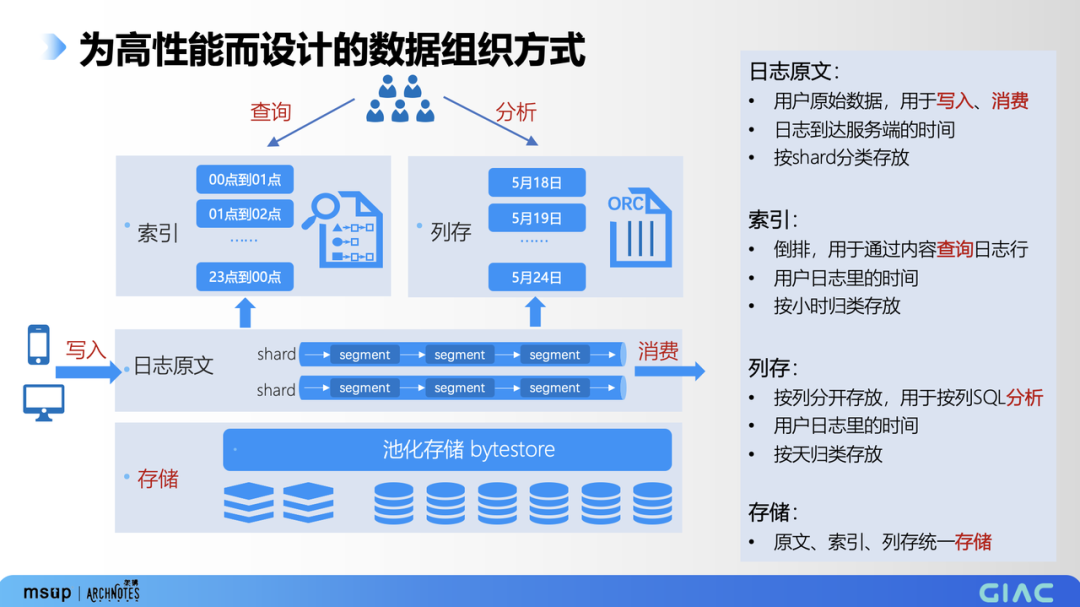 为高性能而设计的数据组织方式
查询
分析
00点到01点
01点到02点
......
23点到00点
索引
5月18日
5月19日
......
5月24日
列存
ORC
写入
日志原文
shard
segment
segment
segment
shard
segment
segment
segment
消费
存储
池化存储 bytestore
日志原文：
• 用户原始数据，用于写入、消费
• 日志到达服务端的时间
• 按shard分类存放
索引：
• 倒排，用于通过内容查询日志行
• 用户日志里的时间
• 按小时归类存放
列存：
• 按列分开存放，用于按列SQL分析
• 用户日志里的时间
• 按天归类存放
存储：
• 原文、索引、列存统一存储
msup | ARCHNOTES 架构
GIAC